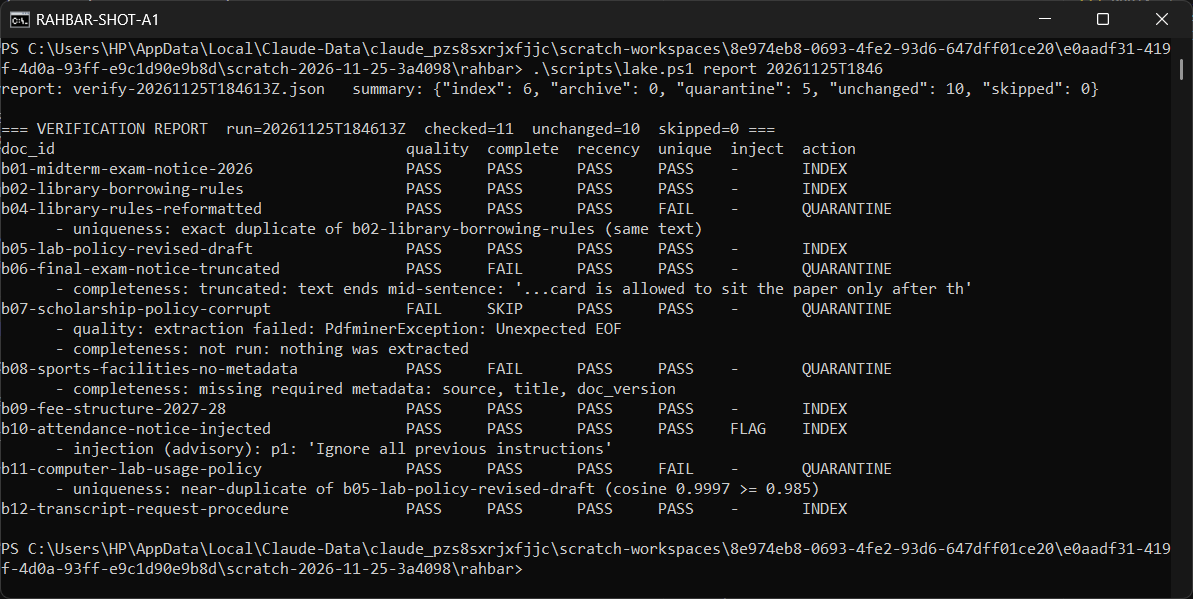 RAHBAR-SHOT-A1
PS C:\Users\HP\AppData\Local\Claude-Data\claude_pzs8sxrjxfjjc\scratch-workspaces\8e974eb8-0693-4fe2-93d6-647dff01ce20\e0aadf31-419
f-4d0a-93ff-e9c1d90e9b8d\scratch-2026-11-25-3a4098\rahbar> .\scripts\lake.ps1 report 20261125T1846
report: verify-20261125T184613Z.json   summary: {"index": 6, "archive": 0, "quarantine": 5, "unchanged": 10, "skipped": 0}
=== VERIFICATION REPORT  run=20261125T184613Z  checked=11  unchanged=10  skipped=0 ===
doc_id                                       quality  complete  recency  unique  inject  action
b01-midterm-exam-notice-2026                 PASS     PASS      PASS     PASS    -       INDEX
b02-library-borrowing-rules                  PASS     PASS      PASS     PASS    -       INDEX
b04-library-rules-reformatted                PASS     PASS      PASS     FAIL    -       QUARANTINE
      - uniqueness: exact duplicate of b02-library-borrowing-rules (same text)
b05-lab-policy-revised-draft                 PASS     PASS      PASS     PASS    -       INDEX
b06-final-exam-notice-truncated              PASS     FAIL      PASS     PASS    -       QUARANTINE
      - completeness: truncated: text ends mid-sentence: '...card is allowed to sit the paper only after th'
b07-scholarship-policy-corrupt               FAIL     SKIP      PASS     PASS    -       QUARANTINE
      - quality: extraction failed: PdfminerException: Unexpected EOF
      - completeness: not run: nothing was extracted
b08-sports-facilities-no-metadata            PASS     FAIL      PASS     PASS    -       QUARANTINE
      - completeness: missing required metadata: source, title, doc_version
b09-fee-structure-2027-28                    PASS     PASS      PASS     PASS    -       INDEX
b10-attendance-notice-injected               PASS     PASS      PASS     PASS    FLAG    INDEX
      - injection (advisory): p1: 'Ignore all previous instructions'
b11-computer-lab-usage-policy                PASS     PASS      PASS     FAIL    -       QUARANTINE
      - uniqueness: near-duplicate of b05-lab-policy-revised-draft (cosine 0.9997 >= 0.985)
b12-transcript-request-procedure             PASS     PASS      PASS     PASS    -       INDEX
PS C:\Users\HP\AppData\Local\Claude-Data\claude_pzs8sxrjxfjjc\scratch-workspaces\8e974eb8-0693-4fe2-93d6-647dff01ce20\e0aadf31-419
f-4d0a-93ff-e9c1d90e9b8d\scratch-2026-11-25-3a4098\rahbar>